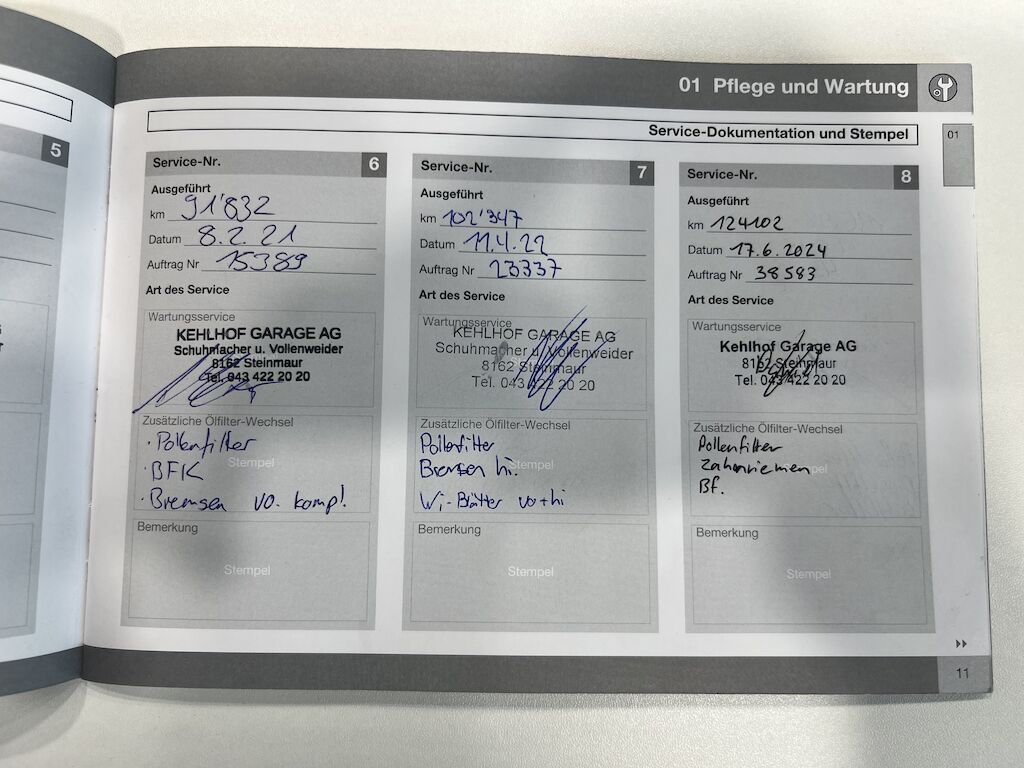 01 Pflege und Wartung
Service-Dokumentation und Stempel
01
5
Service-Nr. 6
Ausgeführt
km 91'832
Datum 8.2.21
Auftrag Nr 15389
Art des Service
Wartungsservice
KEHLHOF GARAGE AG
Schuhmacher u. Vollenweider
8162 Steinmaur
Tel. 043 422 20 20
Zusätzliche Ölfilter-Wechsel
· Pollenfilter
· BFK
Stempel
· Bremsen vo. komp!
Bemerkung
Stempel
Service-Nr. 7
Ausgeführt
km 102'347
Datum 11.4.22
Auftrag Nr 23337
Art des Service
Wartungsservice
KEHLHOF GARAGE AG
Schuhmacher u. Vollenweider
8162 Steinmaur
Tel. 043 422 20 20
Zusätzliche Ölfilter-Wechsel
Pollenfilter
Bremsen hi.
Stempel
Wi-Blätter vo+hi
Bemerkung
Stempel
Service-Nr. 8
Ausgeführt
km 124102
Datum 17.6.2024
Auftrag Nr 38583
Art des Service
Wartungsservice
Kehlhof Garage AG
8162 Steinmaur
Tel. 043 422 20 20
Zusätzliche Ölfilter-Wechsel
Pollenfilter
Zahnriemen
Bf.
Bemerkung
Stempel
11